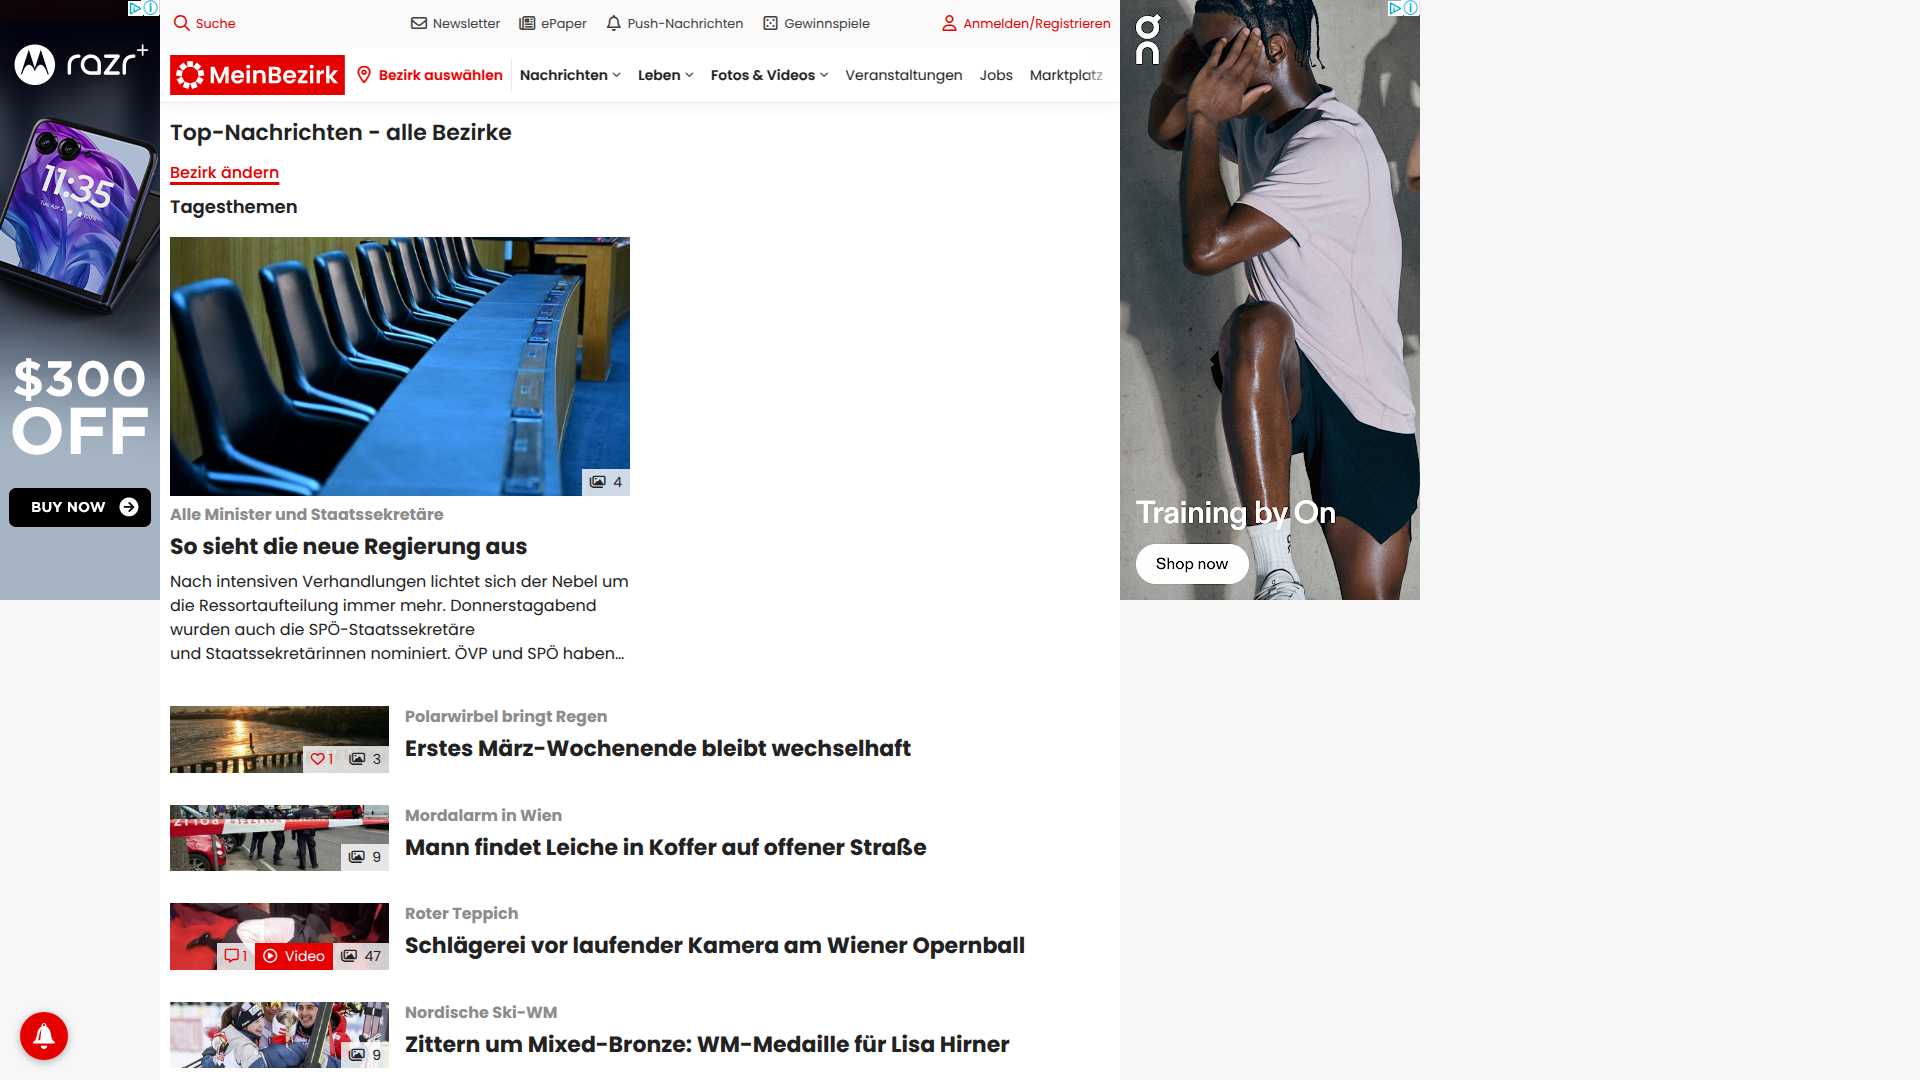 Suche
Newsletter
ePaper
Push-Nachrichten
Gewinnspiele
Anmelden/Registrieren
MeinBezirk
Bezirk auswählen
Nachrichten
Leben
Fotos & Videos
Veranstaltungen
Jobs
Marktplatz
razr+
11:35
$300
OFF
BUY NOW
Top-Nachrichten - alle Bezirke
Bezirk ändern
Tagesthemen
4
Alle Minister und Staatssekretäre
So sieht die neue Regierung aus
Nach intensiven Verhandlungen lichtet sich der Nebel um
die Ressortaufteilung immer mehr. Donnerstagabend
wurden auch die SPÖ-Staatssekretäre
und Staatssekretärinnen nominiert. ÖVP und SPÖ haben...
1
3
Polarwirbel bringt Regen
Erstes März-Wochenende bleibt wechselhaft
9
Mordalarm in Wien
Mann findet Leiche in Koffer auf offener Straße
1
Video
47
Roter Teppich
Schlägerei vor laufender Kamera am Wiener Opernball
9
Nordische Ski-WM
Zittern um Mixed-Bronze: WM-Medaille für Lisa Hirner
on
Training by On
Shop now